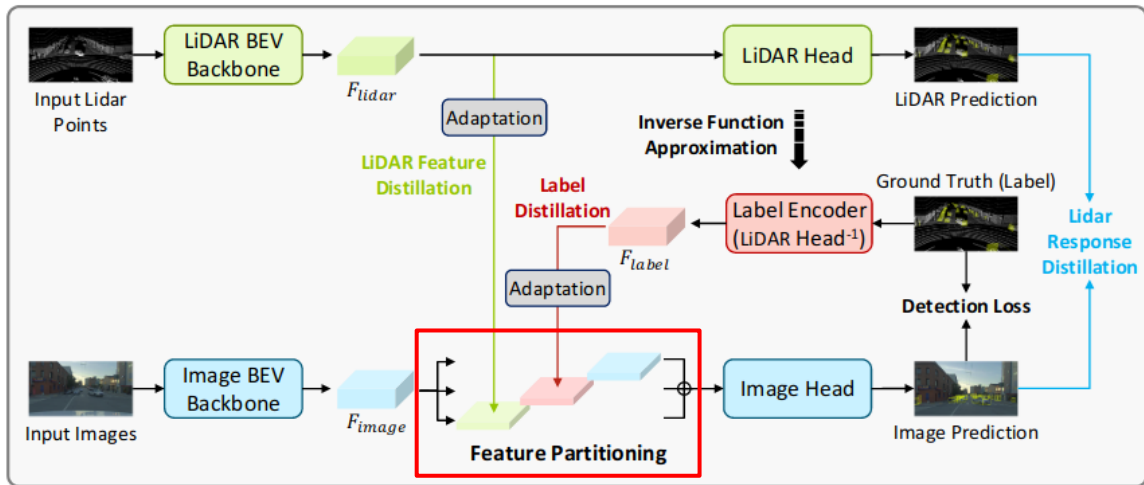 LiDAR BEV
Backbone
Input Lidar
Points
F_lidar
LiDAR Head
LiDAR Prediction
Adaptation
LiDAR Feature
Distillation
Inverse Function
Approximation
Label
Distillation
F_label
Label Encoder
(LiDAR Head⁻¹)
Ground Truth (Label)
Lidar
Response
Distillation
Adaptation
Detection Loss
Image BEV
Backbone
Input Images
F_image
Feature Partitioning
Image Head
Image Prediction